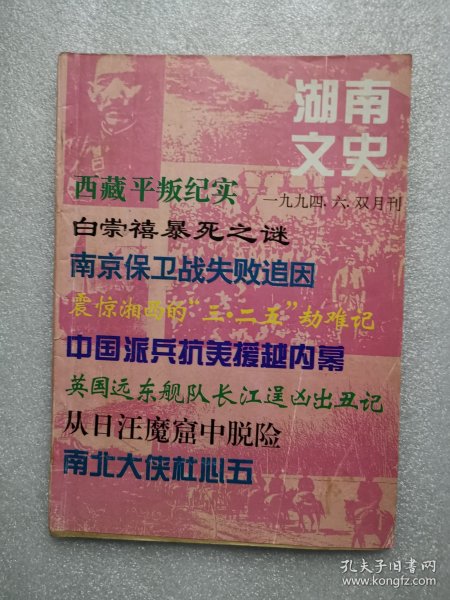 湖南
文史
一九九四.六.双月刊
西藏平叛纪实
白崇禧暴死之谜
南京保卫战失败追因
震惊湘西的“三·二五”劫难记
中国派兵抗美援越内幕
英国远东舰队长江逞凶出丑记
从日汪魔窟中脱险
南北大侠杜心五
孔夫子旧书网
www.kongfz.com